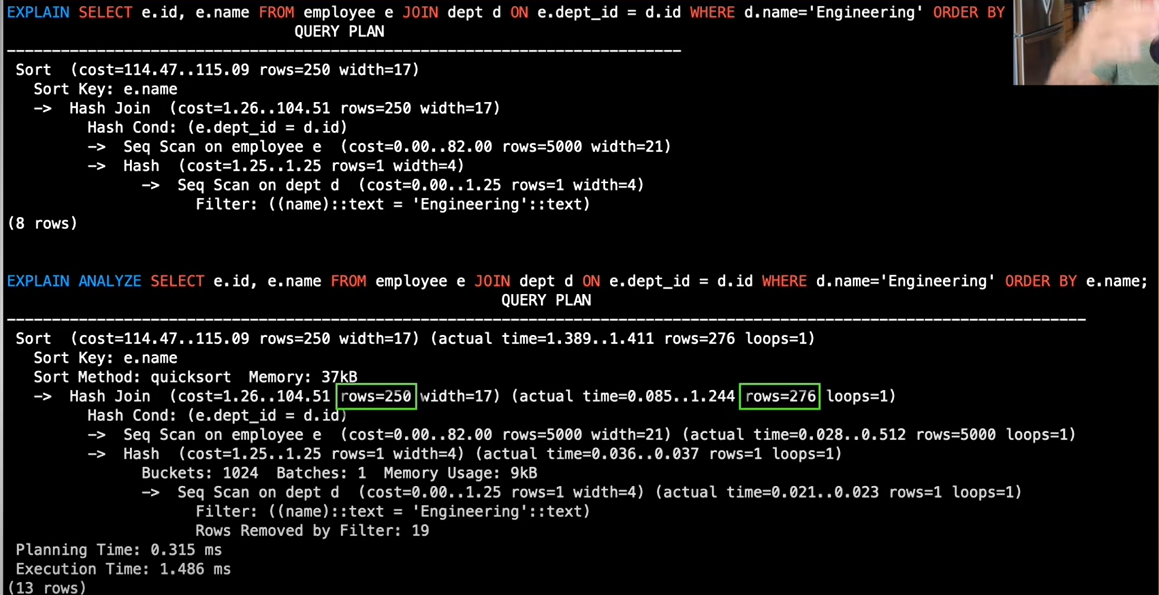 EXPLAIN SELECT e.id, e.name FROM employee e JOIN dept d ON e.dept_id = d.id WHERE d.name='Engineering' ORDER BY
QUERY PLAN
-------------------------------------------------------------------------
Sort  (cost=114.47..115.09 rows=250 width=17)
  Sort Key: e.name
  ->  Hash Join  (cost=1.26..104.51 rows=250 width=17)
        Hash Cond: (e.dept_id = d.id)
        ->  Seq Scan on employee e  (cost=0.00..82.00 rows=5000 width=21)
        ->  Hash  (cost=1.25..1.25 rows=1 width=4)
              ->  Seq Scan on dept d  (cost=0.00..1.25 rows=1 width=4)
                    Filter: ((name)::text = 'Engineering'::text)
(8 rows)
EXPLAIN ANALYZE SELECT e.id, e.name FROM employee e JOIN dept d ON e.dept_id = d.id WHERE d.name='Engineering' ORDER BY e.name;
QUERY PLAN
------------------------------------------------------------------------------------------------------------------------
Sort  (cost=114.47..115.09 rows=250 width=17) (actual time=1.389..1.411 rows=276 loops=1)
  Sort Key: e.name
  Sort Method: quicksort  Memory: 37kB
  ->  Hash Join  (cost=1.26..104.51 rows=250 width=17) (actual time=0.085..1.244 rows=276 loops=1)
        Hash Cond: (e.dept_id = d.id)
        ->  Seq Scan on employee e  (cost=0.00..82.00 rows=5000 width=21) (actual time=0.028..0.512 rows=5000 loops=1)
        ->  Hash  (cost=1.25..1.25 rows=1 width=4) (actual time=0.036..0.037 rows=1 loops=1)
              Buckets: 1024  Batches: 1  Memory Usage: 9kB
              ->  Seq Scan on dept d  (cost=0.00..1.25 rows=1 width=4) (actual time=0.021..0.023 rows=1 loops=1)
                    Filter: ((name)::text = 'Engineering'::text)
                    Rows Removed by Filter: 19
Planning Time: 0.315 ms
Execution Time: 1.486 ms
(13 rows)